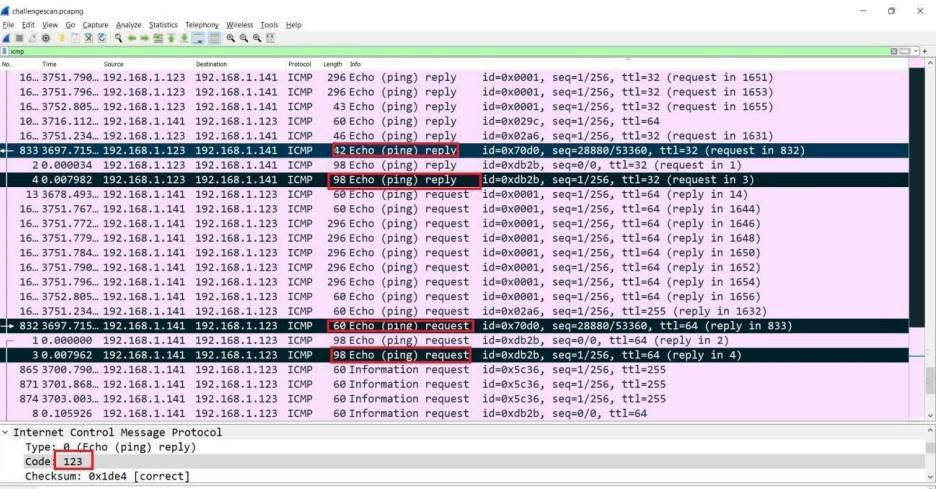 challengescan.pcapng
File Edit View Go Capture Analyze Statistics Telephony Wireless Tools Help
icmp
No. Time Source Destination Protocol Length Info
16… 3751.790… 192.168.1.123 192.168.1.141 ICMP 296 Echo (ping) reply id=0x0001, seq=1/256, ttl=32 (request in 1651)
16… 3751.796… 192.168.1.123 192.168.1.141 ICMP 296 Echo (ping) reply id=0x0001, seq=1/256, ttl=32 (request in 1653)
16… 3752.805… 192.168.1.123 192.168.1.141 ICMP 43 Echo (ping) reply id=0x0001, seq=1/256, ttl=32 (request in 1655)
10… 3716.112… 192.168.1.141 192.168.1.123 ICMP 60 Echo (ping) reply id=0x029c, seq=1/256, ttl=64
16… 3751.234… 192.168.1.123 192.168.1.141 ICMP 46 Echo (ping) reply id=0x02a6, seq=1/256, ttl=32 (request in 1631)
833 3697.715… 192.168.1.123 192.168.1.141 ICMP 42 Echo (ping) reply id=0x70d0, seq=28880/53360, ttl=32 (request in 832)
2 0.000034 192.168.1.123 192.168.1.141 ICMP 98 Echo (ping) reply id=0xdb2b, seq=0/0, ttl=32 (request in 1)
4 0.007982 192.168.1.123 192.168.1.141 ICMP 98 Echo (ping) reply id=0xdb2b, seq=1/256, ttl=32 (request in 3)
13 3678.493… 192.168.1.141 192.168.1.123 ICMP 60 Echo (ping) request id=0x0001, seq=1/256, ttl=64 (reply in 14)
16… 3751.767… 192.168.1.141 192.168.1.123 ICMP 60 Echo (ping) request id=0x0001, seq=1/256, ttl=64 (reply in 1644)
16… 3751.772… 192.168.1.141 192.168.1.123 ICMP 296 Echo (ping) request id=0x0001, seq=1/256, ttl=64 (reply in 1646)
16… 3751.779… 192.168.1.141 192.168.1.123 ICMP 296 Echo (ping) request id=0x0001, seq=1/256, ttl=64 (reply in 1648)
16… 3751.784… 192.168.1.141 192.168.1.123 ICMP 296 Echo (ping) request id=0x0001, seq=1/256, ttl=64 (reply in 1650)
16… 3751.790… 192.168.1.141 192.168.1.123 ICMP 296 Echo (ping) request id=0x0001, seq=1/256, ttl=64 (reply in 1652)
16… 3751.796… 192.168.1.141 192.168.1.123 ICMP 296 Echo (ping) request id=0x0001, seq=1/256, ttl=64 (reply in 1654)
16… 3752.805… 192.168.1.141 192.168.1.123 ICMP 60 Echo (ping) request id=0x0001, seq=1/256, ttl=64 (reply in 1656)
16… 3751.234… 192.168.1.141 192.168.1.123 ICMP 60 Echo (ping) request id=0x02a6, seq=1/256, ttl=255 (reply in 1632)
832 3697.715… 192.168.1.141 192.168.1.123 ICMP 60 Echo (ping) request id=0x70d0, seq=28880/53360, ttl=64 (reply in 833)
1 0.000000 192.168.1.141 192.168.1.123 ICMP 98 Echo (ping) request id=0xdb2b, seq=0/0, ttl=64 (reply in 2)
3 0.007962 192.168.1.141 192.168.1.123 ICMP 98 Echo (ping) request id=0xdb2b, seq=1/256, ttl=64 (reply in 4)
865 3700.790… 192.168.1.141 192.168.1.123 ICMP 60 Information request id=0x5c36, seq=1/256, ttl=255
871 3701.868… 192.168.1.141 192.168.1.123 ICMP 60 Information request id=0x5c36, seq=1/256, ttl=255
874 3703.003… 192.168.1.141 192.168.1.123 ICMP 60 Information request id=0x5c36, seq=1/256, ttl=255
8 0.105926 192.168.1.141 192.168.1.123 ICMP 60 Information request id=0xdb2b, seq=0/0, ttl=64
Internet Control Message Protocol
Type: 0 (Echo (ping) reply)
Code: 123
Checksum: 0x1de4 [correct]